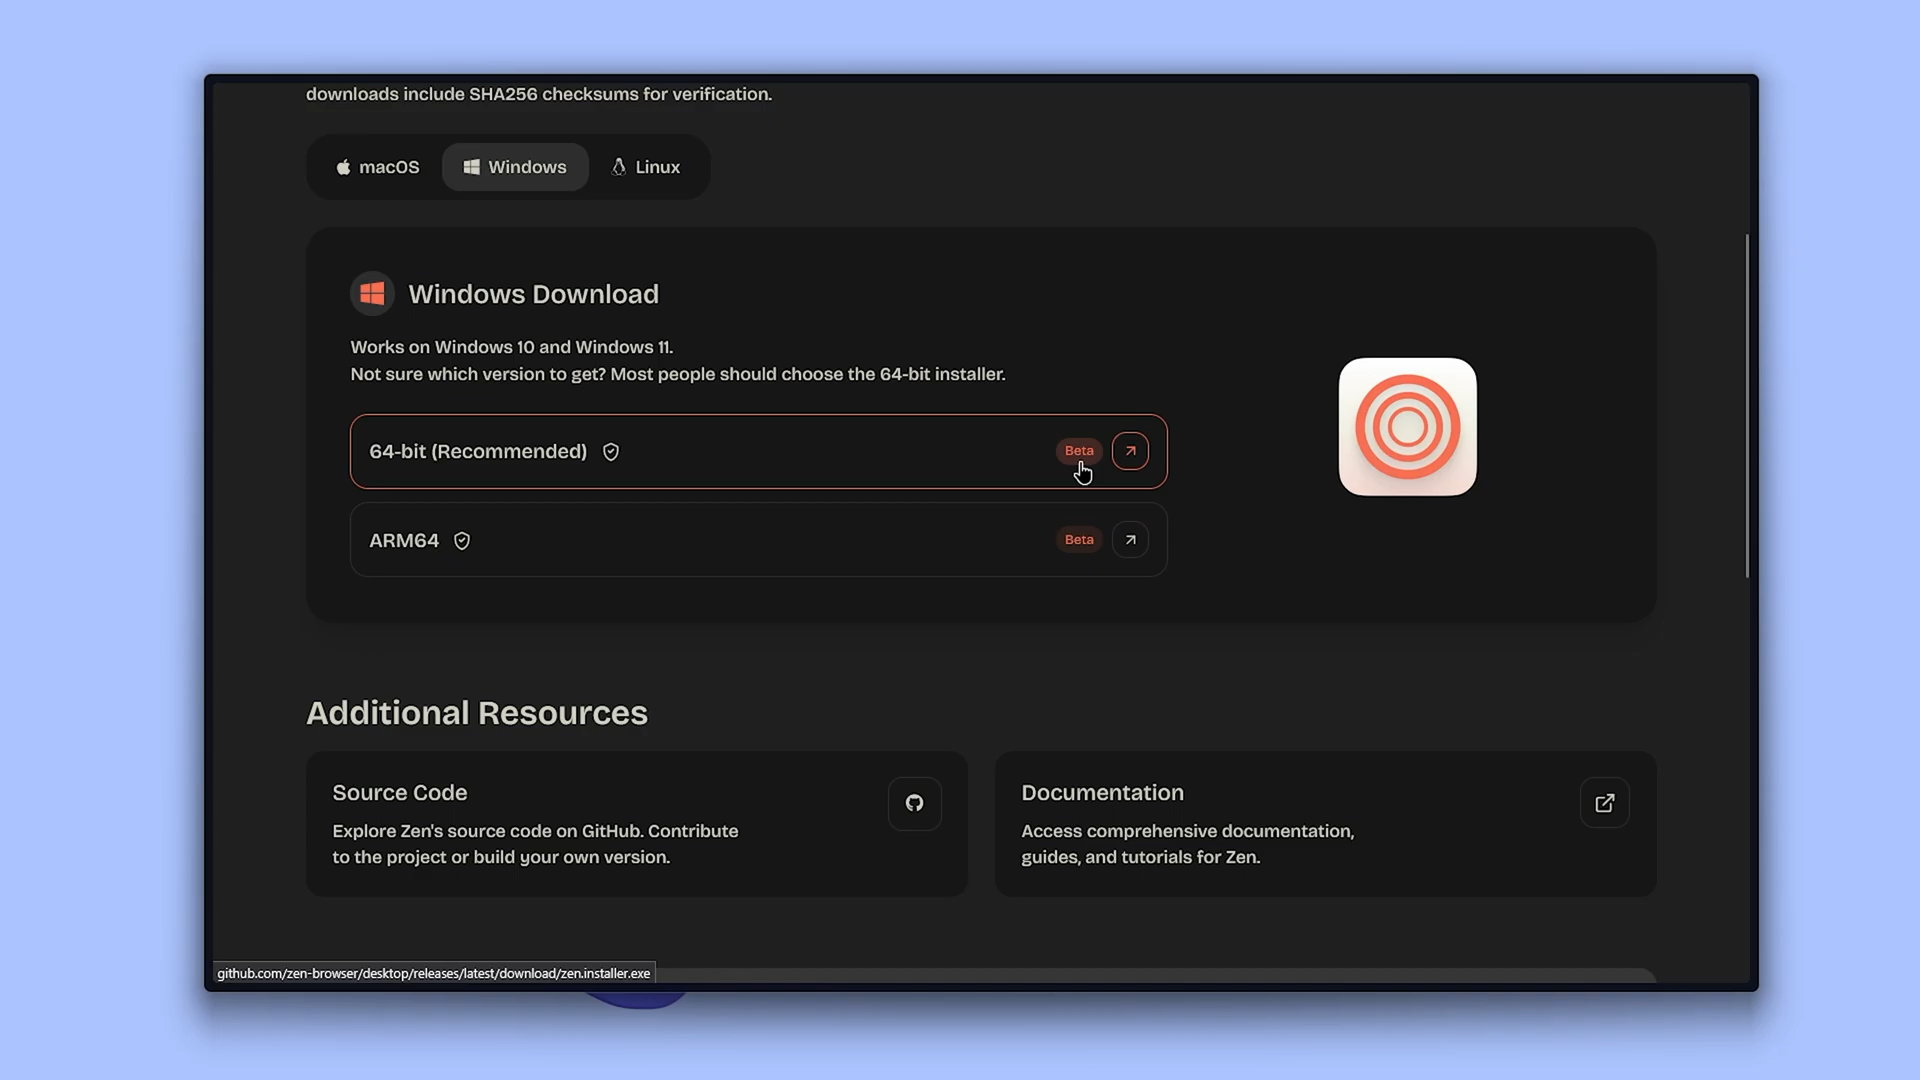 downloads include SHA256 checksums for verification.
macOS
Windows
Linux
Windows Download
Works on Windows 10 and Windows 11.
Not sure which version to get? Most people should choose the 64-bit installer.
64-bit (Recommended)
Beta
ARM64
Beta
Additional Resources
Source Code
Explore Zen's source code on GitHub. Contribute
to the project or build your own version.
Documentation
Access comprehensive documentation,
guides, and tutorials for Zen.
github.com/zen-browser/desktop/releases/latest/download/zen.installer.exe